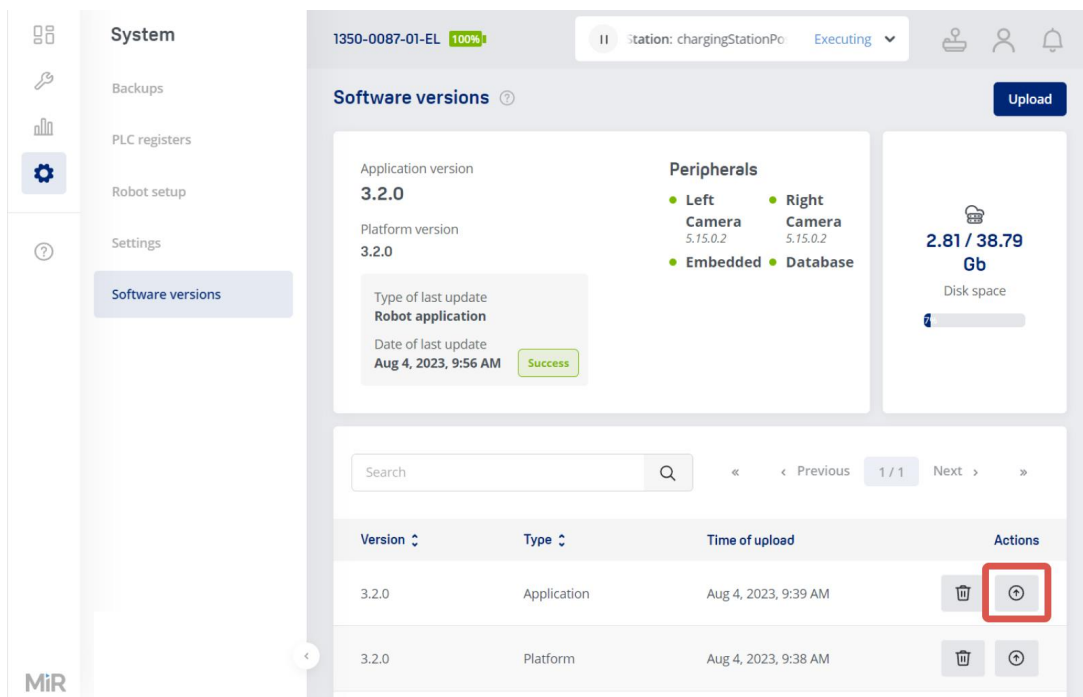 System
Backups
PLC registers
Robot setup
Settings
Software versions
MiR
1350-0087-01-EL 100%
Station: chargingStationPo Executing
Software versions
Upload
Application version
3.2.0
Platform version
3.2.0
Type of last update
Robot application
Date of last update
Aug 4, 2023, 9:56 AM Success
Peripherals
Left Camera
5.15.0.2
Right Camera
5.15.0.2
Embedded Database
2.81 / 38.79
Gb
Disk space
7%
Search
« ‹ Previous 1 / 1 Next › »
Version Type Time of upload Actions
3.2.0 Application Aug 4, 2023, 9:39 AM
3.2.0 Platform Aug 4, 2023, 9:38 AM